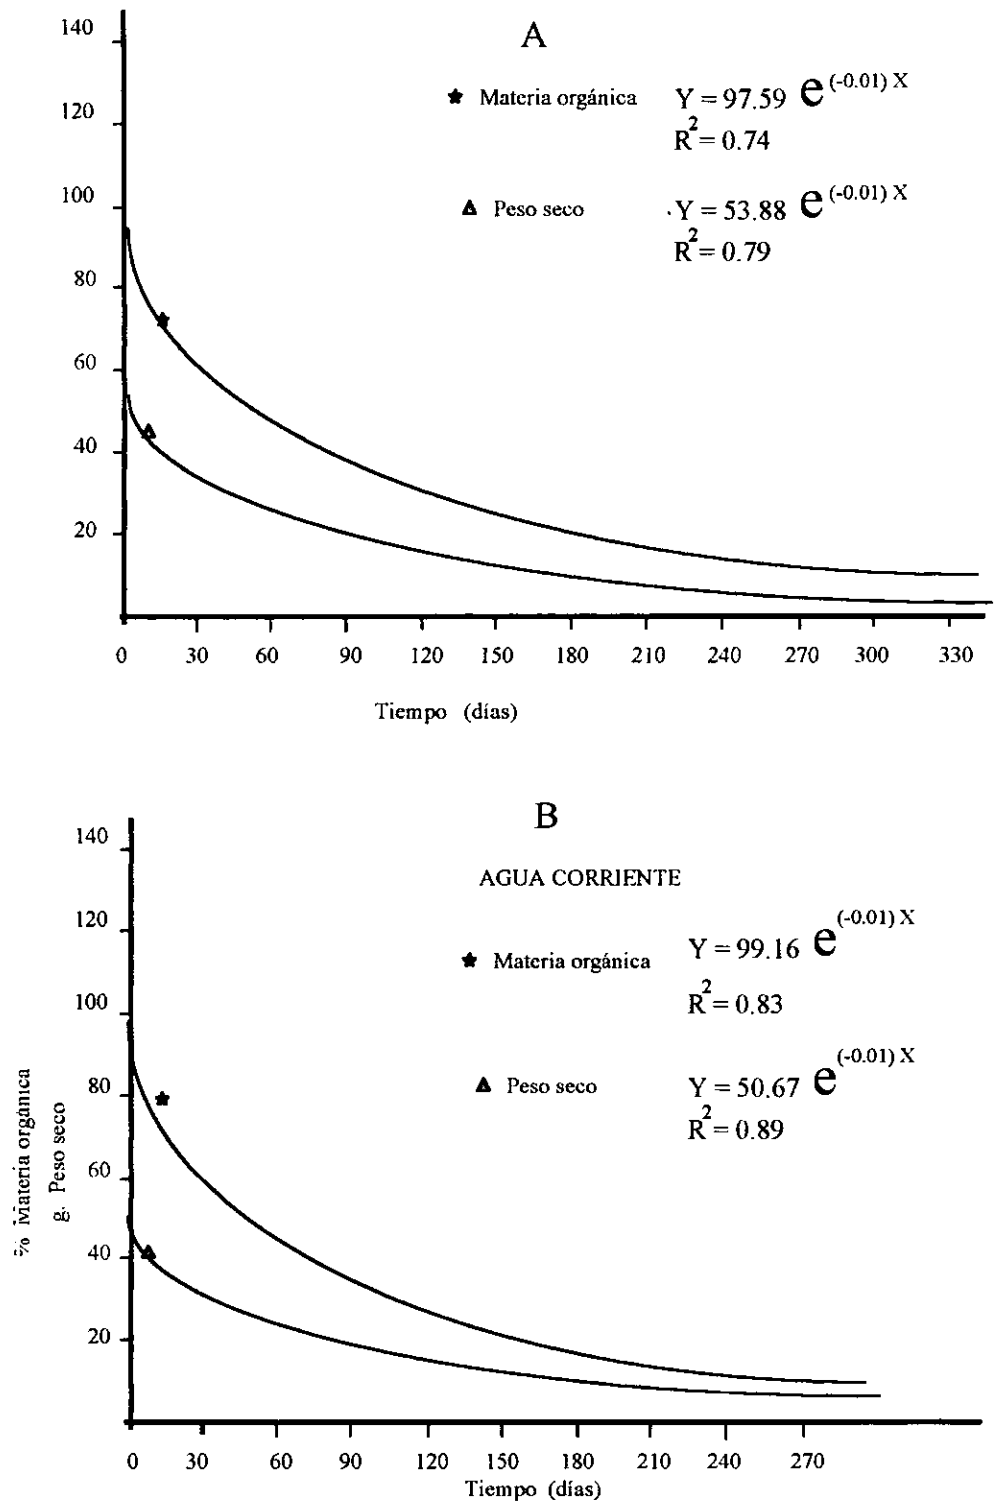 A
140
120
100
80
60
40
20
★ Materia orgánica Y = 97.59 e^(-0.01) X
R² = 0.74
△ Peso seco Y = 53.88 e^(-0.01) X
R² = 0.79
0 30 60 90 120 150 180 210 240 270 300 330
Tiempo (días)
B
AGUA CORRIENTE
140
120
100
80
60
40
20
% Materia orgánica
g. Peso seco
★ Materia orgánica Y = 99.16 e^(-0.01) X
R² = 0.83
△ Peso seco Y = 50.67 e^(-0.01) X
R² = 0.89
0 30 60 90 120 150 180 210 240 270
Tiempo (días)